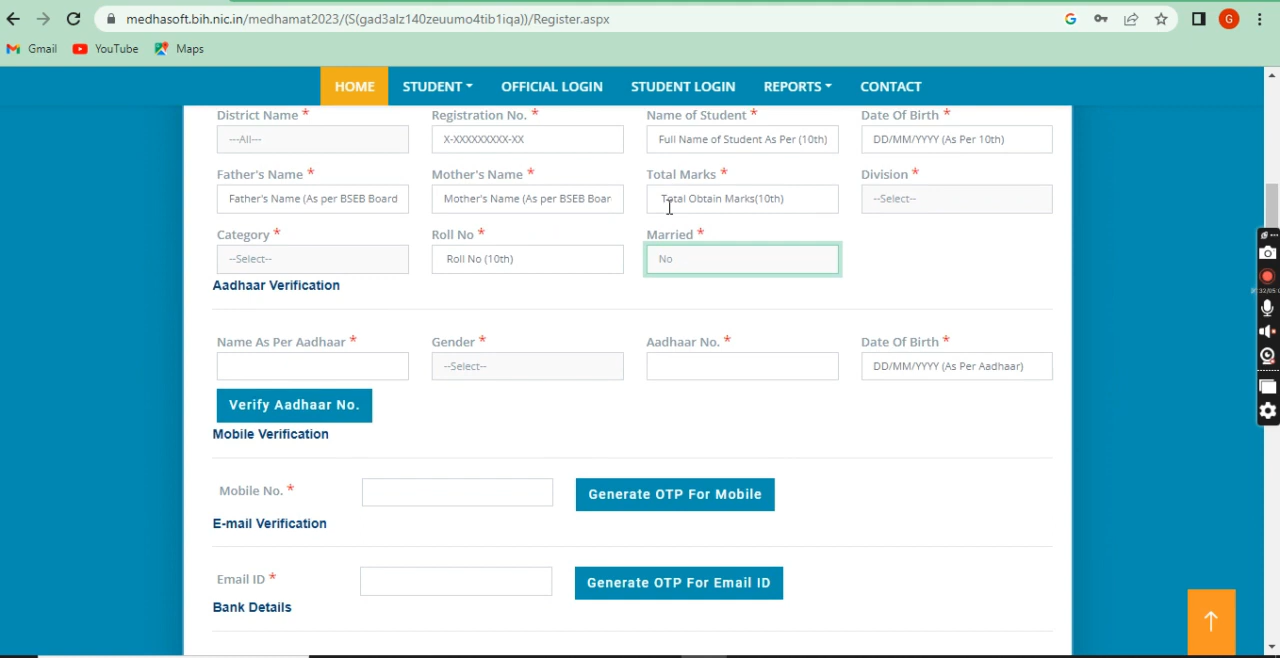 medhasoft.bih.nic.in/medhamat2023/(S(gad3alz140zeuumo4tib1iqa))/Register.aspx
G
Gmail YouTube Maps
HOME STUDENT OFFICIAL LOGIN STUDENT LOGIN REPORTS CONTACT
District Name * Registration No. * Name of Student * Date Of Birth *
---All--- X-XXXXXXXXX-XX Full Name of Student As Per (10th) DD/MM/YYYY (As Per 10th)
Father's Name * Mother's Name * Total Marks * Division *
Father's Name (As per BSEB Board Mother's Name (As per BSEB Boar Total Obtain Marks(10th) --Select--
Category * Roll No * Married *
--Select-- Roll No (10th) No
Aadhaar Verification
Name As Per Aadhaar * Gender * Aadhaar No. * Date Of Birth *
--Select-- DD/MM/YYYY (As Per Aadhaar)
Verify Aadhaar No.
Mobile Verification
Mobile No. * Generate OTP For Mobile
E-mail Verification
Email ID * Generate OTP For Email ID
Bank Details